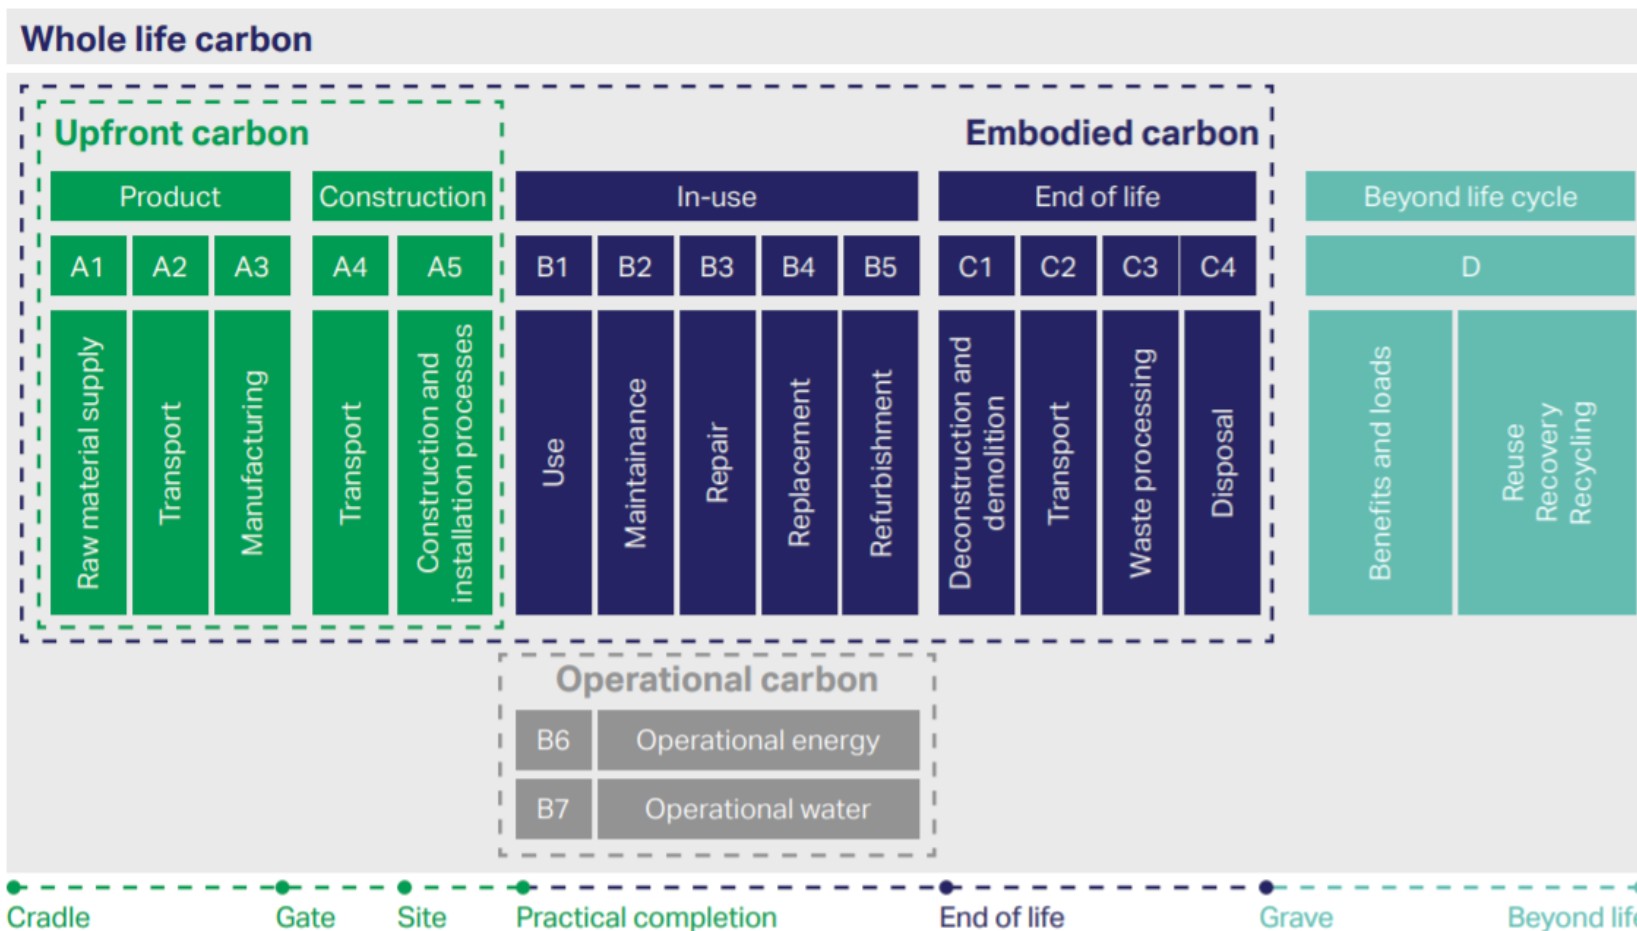 Whole life carbon
Upfront carbon
Embodied carbon
Product
Construction
In-use
End of life
Beyond life cycle
A1
A2
A3
A4
A5
B1
B2
B3
B4
B5
C1
C2
C3
C4
D
Raw material supply
Transport
Manufacturing
Transport
Construction and
installation processes
Use
Maintainance
Repair
Replacement
Refurbishment
Deconstruction and
demolition
Transport
Waste processing
Disposal
Benefits and loads
Reuse
Recovery
Recycling
Operational carbon
B6
Operational energy
B7
Operational water
Cradle
Gate
Site
Practical completion
End of life
Grave
Beyond life